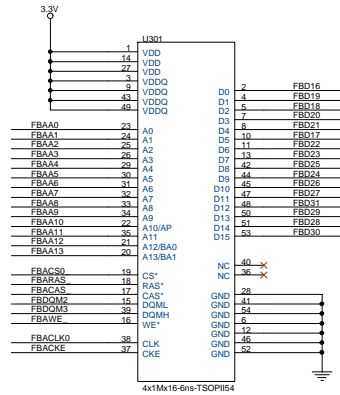 3.3V
U301
1 VDD
14 VDD
27 VDD
3 VDDQ
9 VDDQ
43 VDDQ
49 VDDQ
D0 2 FBD16
D1 4 FBD19
D2 5 FBD18
D3 7 FBD20
FBAA0 23 A0 D4 8 FBD21
FBAA1 24 A1 D5 10 FBD17
FBAA2 25 A2 D6 11 FBD22
FBAA3 26 A3 D7 13 FBD23
FBAA4 29 A4 D8 42 FBD25
FBAA5 30 A5 D9 44 FBD24
FBAA6 31 A6 D10 45 FBD26
FBAA7 32 A7 D11 47 FBD27
FBAA8 33 A8 D12 48 FBD31
FBAA9 34 A9 D13 50 FBD29
FBAA10 22 A10/AP D14 51 FBD28
FBAA11 35 A11 D15 53 FBD30
FBAA12 21 A12/BA0
FBAA13 20 A13/BA1
NC 40
FBACS0 19 CS* NC 36
FBARAS_ 18 RAS*
FBACAS_ 17 CAS* GND 28
FBDQM2 15 DQML GND 41
FBDQM3 39 DQMH GND 54
FBAWE_ 16 WE* GND 6
GND 12
FBACLK0 38 CLK GND 46
FBACKE 37 CKE GND 52
4x1Mx16-6ns-TSOPII54